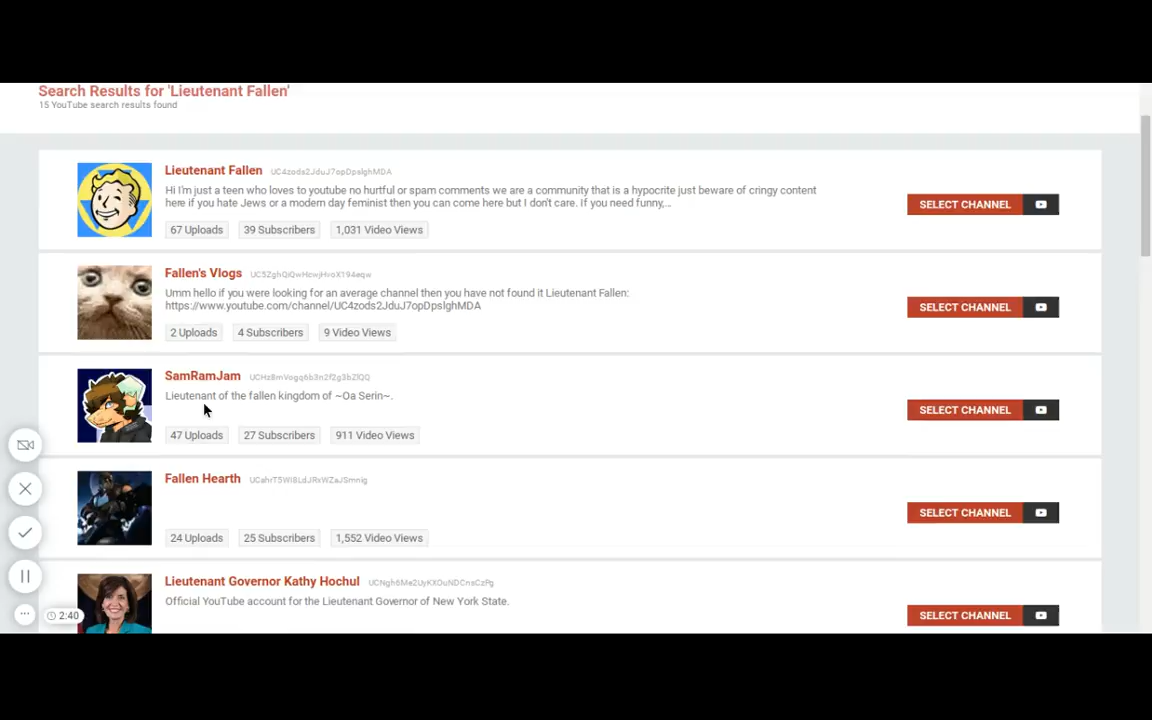 Search Results for 'Lieutenant Fallen'
15 YouTube search results found
Lieutenant Fallen
Hi I'm just a teen who loves to youtube no hurtful or spam comments we are a community that is a hypocrite just beware of cringy content
here if you hate Jews or a modern day feminist then you can come here but I don't care. If you need funny,...
67 Uploads 39 Subscribers 1,031 Video Views
SELECT CHANNEL
Fallen's Vlogs
Umm hello if you were looking for an average channel then you have not found it Lieutenant Fallen:
https://www.youtube.com/channel/UC4zods2JduJ7opDpslghMDA
2 Uploads 4 Subscribers 9 Video Views
SELECT CHANNEL
SamRamJam
Lieutenant of the fallen kingdom of ~Oa Serin~.
47 Uploads 27 Subscribers 911 Video Views
SELECT CHANNEL
Fallen Hearth
24 Uploads 25 Subscribers 1,552 Video Views
SELECT CHANNEL
Lieutenant Governor Kathy Hochul
Official YouTube account for the Lieutenant Governor of New York State.
SELECT CHANNEL
2:40